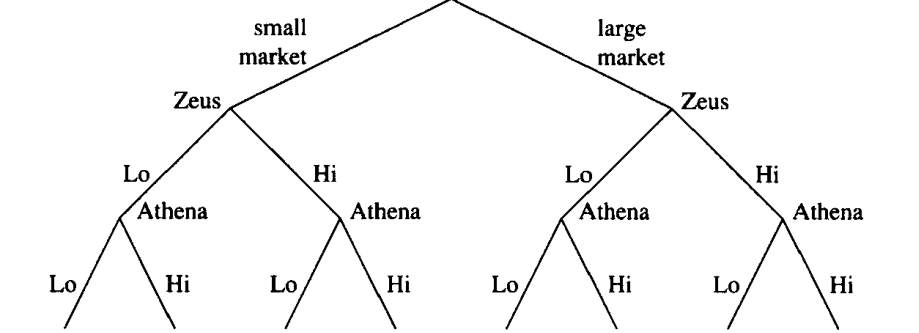 small
market
large
market
Zeus
Zeus
Lo
Hi
Lo
Hi
Athena
Athena
Athena
Athena
Lo
Hi
Lo
Hi
Lo
Hi
Lo
Hi